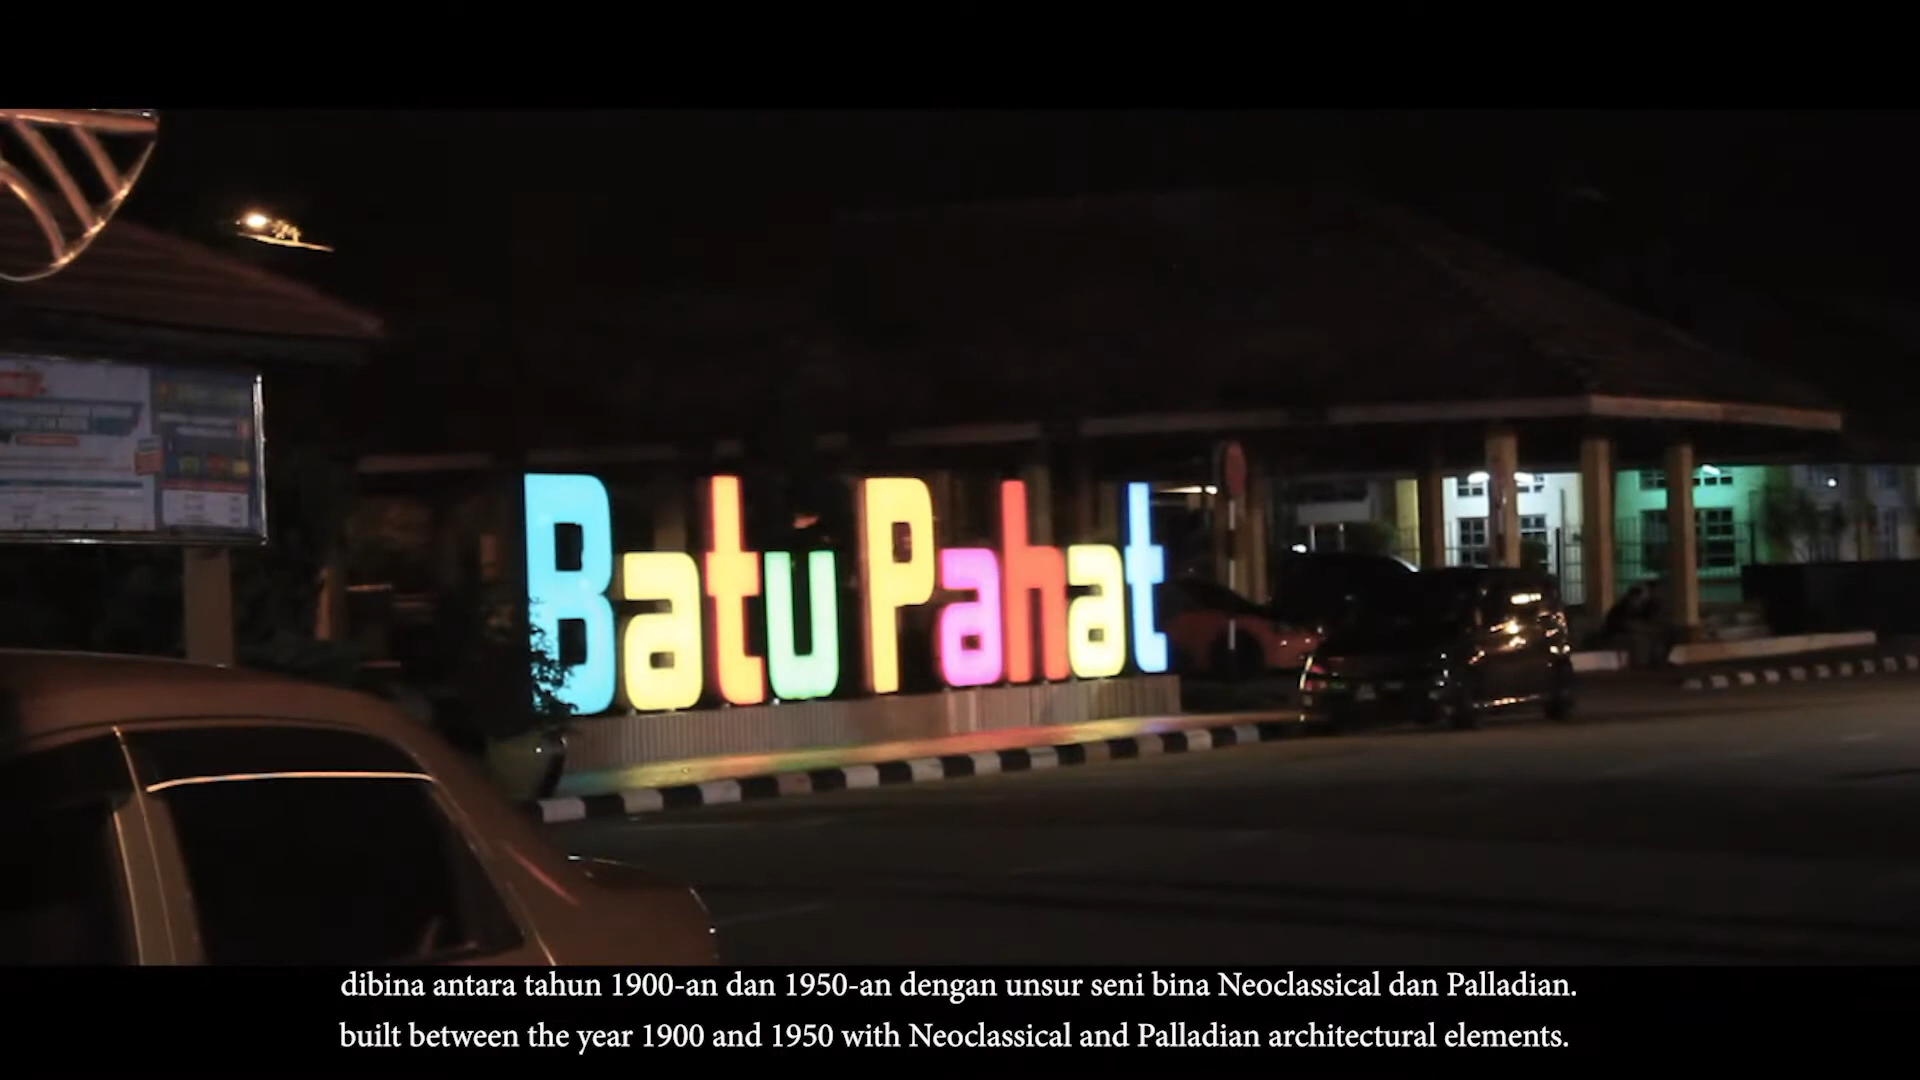 Batu Pahat
dibina antara tahun 1900-an dan 1950-an dengan unsur seni bina Neoclassical dan Palladian.
built between the year 1900 and 1950 with Neoclassical and Palladian architectural elements.